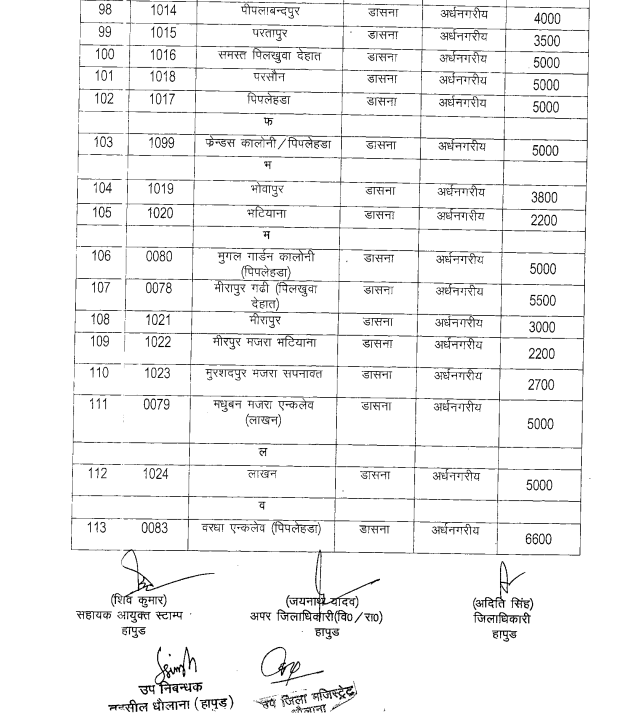 98 1014 पीपलाबन्दपुर डासना अर्धनगरीय 4000
99 1015 परतापुर डासना अर्धनगरीय 3500
100 1016 समस्त पिलखुवा देहात डासना अर्धनगरीय 5000
101 1018 परसौन डासना अर्धनगरीय 5000
102 1017 पिपलेहडा डासना अर्धनगरीय 5000
फ
103 1099 फ्रेन्डस कालोनी/पिपलेहडा डासना अर्धनगरीय 5000
भ
104 1019 भोवापुर डासना अर्धनगरीय 3800
105 1020 भटियाना डासना अर्धनगरीय 2200
म
106 0080 मुगल गार्डन कालोनी डासना अर्धनगरीय 5000
(पिपलेहडा)
107 0078 मीरापुर गढी (पिलखुवा डासना अर्धनगरीय 5500
देहात)
108 1021 मीरापुर डासना अर्धनगरीय 3000
109 1022 मीरपुर मजरा भटियाना डासना अर्धनगरीय 2200
110 1023 मुरशदपुर मजरा सपनावत डासना अर्धनगरीय 2700
111 0079 मधुबन मजरा एन्कलेव डासना अर्धनगरीय 5000
(लाखन)
ल
112 1024 लाखन डासना अर्धनगरीय 5000
व
113 0083 वरधा एन्कलेव (पिपलेहडा) डासना अर्धनगरीय 6600
(शिव कुमार) (जयनाथ यादव) (अदिति सिंह)
सहायक आयुक्त स्टाम्प अपर जिलाधिकारी(वि0/रा0) जिलाधिकारी
हापुड हापुड हापुड
उप निबन्धक उप जिला मजिस्ट्रेट
तहसील धौलाना (हापुड) धौलाना